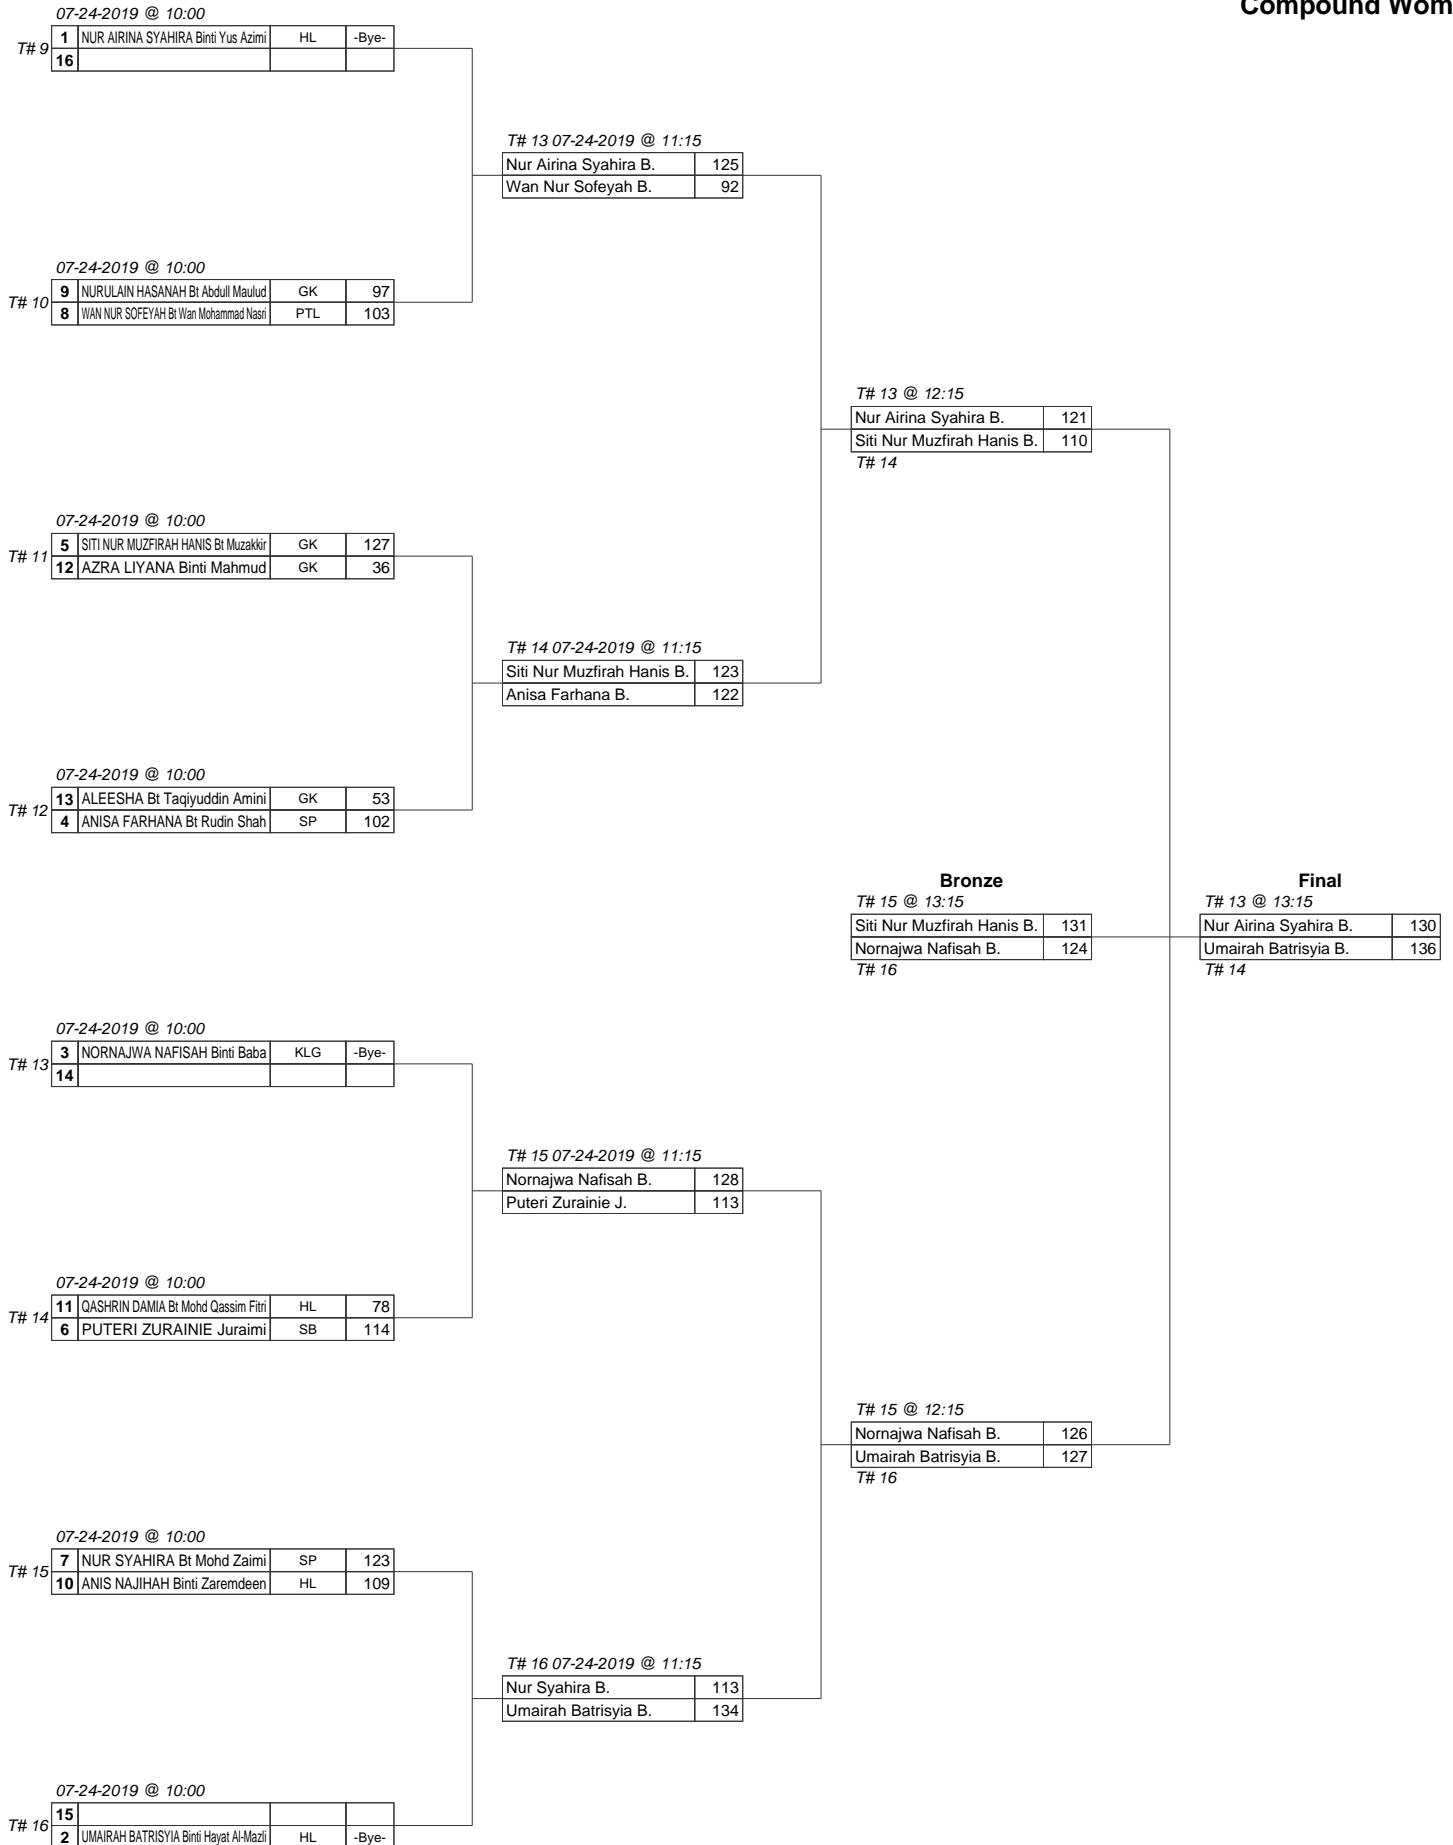 Compound Wom
07-24-2019 @ 10:00
T# 9
1 NUR AIRINA SYAHIRA Binti Yus Azimi HL -Bye-
16
T# 13 07-24-2019 @ 11:15
Nur Airina Syahira B. 125
Wan Nur Sofeyah B. 92
07-24-2019 @ 10:00
T# 10
9 NURULAIN HASANAH Bt Abdull Maulud GK 97
8 WAN NUR SOFEYAH Bt Wan Mohammad Nasri PTL 103
T# 13 @ 12:15
Nur Airina Syahira B. 121
Siti Nur Muzfirah Hanis B. 110
T# 14
07-24-2019 @ 10:00
T# 11
5 SITI NUR MUZFIRAH HANIS Bt Muzakkir GK 127
12 AZRA LIYANA Binti Mahmud GK 36
T# 14 07-24-2019 @ 11:15
Siti Nur Muzfirah Hanis B. 123
Anisa Farhana B. 122
07-24-2019 @ 10:00
T# 12
13 ALEESHA Bt Taqiyuddin Amini GK 53
4 ANISA FARHANA Bt Rudin Shah SP 102
Bronze
T# 15 @ 13:15
Siti Nur Muzfirah Hanis B. 131
Nornajwa Nafisah B. 124
T# 16
Final
T# 13 @ 13:15
Nur Airina Syahira B. 130
Umairah Batrisyia B. 136
T# 14
07-24-2019 @ 10:00
T# 13
3 NORNAJWA NAFISAH Binti Baba KLG -Bye-
14
T# 15 07-24-2019 @ 11:15
Nornajwa Nafisah B. 128
Puteri Zurainie J. 113
07-24-2019 @ 10:00
T# 14
11 QASHRIN DAMIA Bt Mohd Qassim Fitri HL 78
6 PUTERI ZURAINIE Juraimi SB 114
T# 15 @ 12:15
Nornajwa Nafisah B. 126
Umairah Batrisyia B. 127
T# 16
07-24-2019 @ 10:00
T# 15
7 NUR SYAHIRA Bt Mohd Zaimi SP 123
10 ANIS NAJIHAH Binti Zaremdeen HL 109
T# 16 07-24-2019 @ 11:15
Nur Syahira B. 113
Umairah Batrisyia B. 134
07-24-2019 @ 10:00
T# 16
15
2 UMAIRAH BATRISYIA Binti Hayat Al-Mazli HL -Bye-